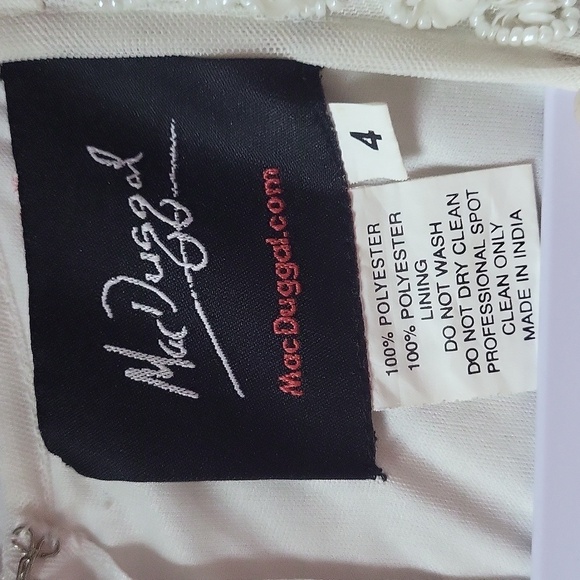 Mac Duggal
MacDuggal.com
4
100% POLYESTER
100% POLYESTER
LINING
DO NOT WASH
DO NOT DRY CLEAN
PROFESSIONAL SPOT
CLEAN ONLY
MADE IN INDIA